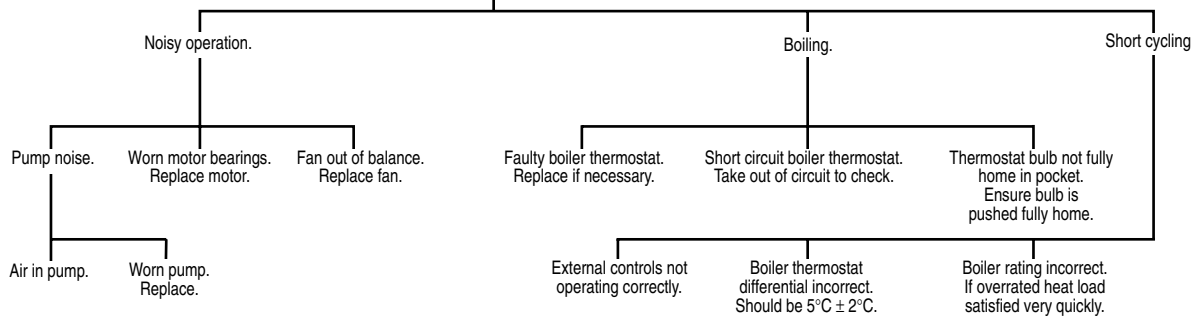 Noisy operation.
Boiling.
Short cycling
Pump noise.
Worn motor bearings.
Replace motor.
Fan out of balance.
Replace fan.
Faulty boiler thermostat.
Replace if necessary.
Short circuit boiler thermostat.
Take out of circuit to check.
Thermostat bulb not fully
home in pocket.
Ensure bulb is
pushed fully home.
Air in pump.
Worn pump.
Replace.
External controls not
operating correctly.
Boiler thermostat
differential incorrect.
Should be 5°C ± 2°C.
Boiler rating incorrect.
If overrated heat load
satisfied very quickly.